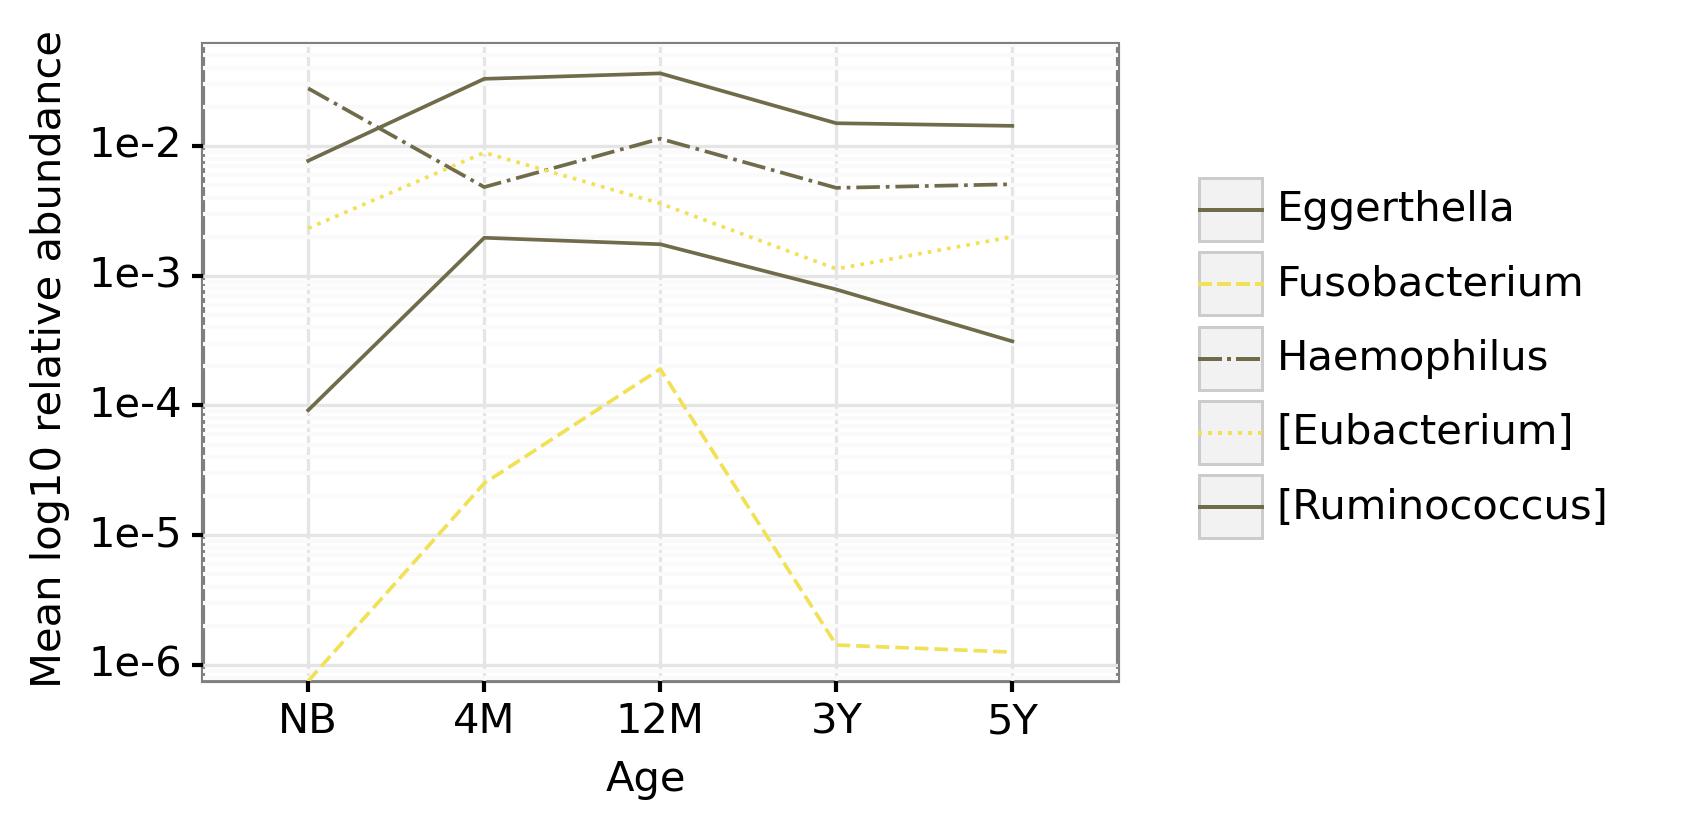 Mean log10 relative abundance
1e-2
1e-3
1e-4
1e-5
1e-6
NB 4M 12M 3Y 5Y
Age
Eggerthella
Fusobacterium
Haemophilus
[Eubacterium]
[Ruminococcus]